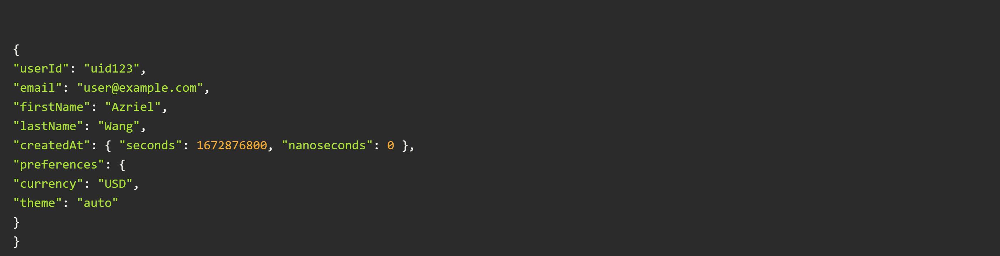 {
"userId": "uid123",
"email": "user@example.com",
"firstName": "Azriel",
"lastName": "Wang",
"createdAt": { "seconds": 1672876800, "nanoseconds": 0 },
"preferences": {
"currency": "USD",
"theme": "auto"
}
}